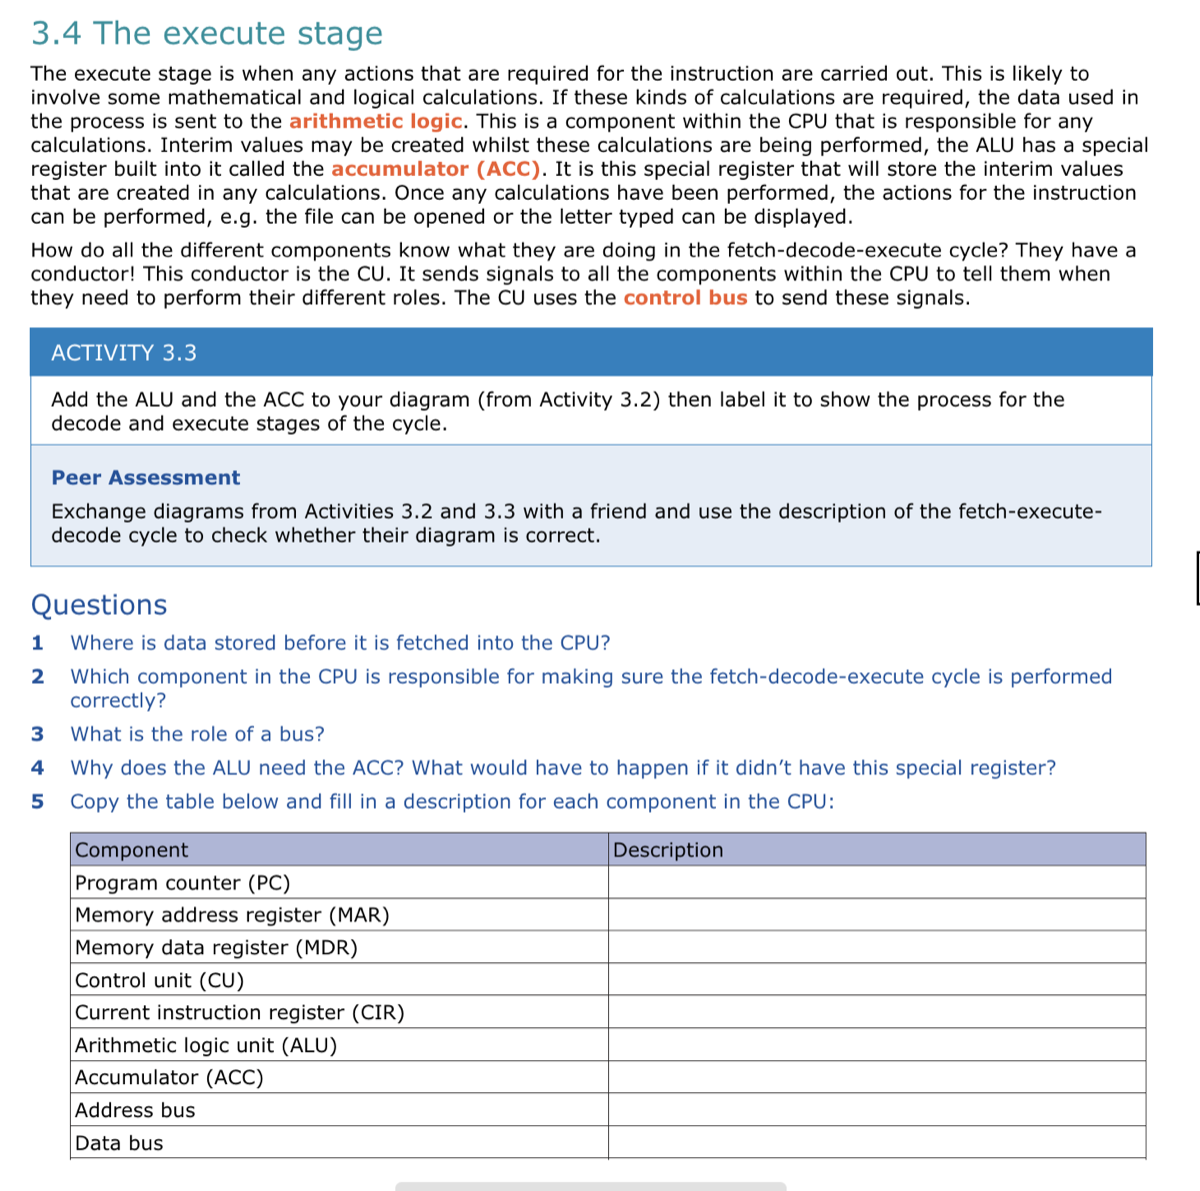 3.4 The execute stage
The execute stage is when any actions that are required for the instruction are carried out. This is likely to
involve some mathematical and logical calculations. If these kinds of calculations are required, the data used in
the process is sent to the arithmetic logic. This is a component within the CPU that is responsible for any
calculations. Interim values may be created whilst these calculations are being performed, the ALU has a special
register built into it called the accumulator (ACC). It is this special register that will store the interim values
that are created in any calculations. Once any calculations have been performed, the actions for the instruction
can be performed, e.g. the file can be opened or the letter typed can be displayed.
How do all the different components know what they are doing in the fetch-decode-execute cycle? They have a
conductor! This conductor is the CU. It sends signals to all the components within the CPU to tell them when
they need to perform their different roles. The CU uses the control bus to send these signals.
ACTIVITY 3.3
Add the ALU and the ACC to your diagram (from Activity 3.2) then label it to show the process for the
decode and execute stages of the cycle.
Peer Assessment
Exchange diagrams from Activities 3.2 and 3.3 with a friend and use the description of the fetch-execute-
decode cycle to check whether their diagram is correct.
Questions
1 Where is data stored before it is fetched into the CPU?
2 Which component in the CPU is responsible for making sure the fetch-decode-execute cycle is performed
correctly?
3 What is the role of a bus?
4 Why does the ALU need the ACC? What would have to happen if it didn’t have this special register?
5 Copy the table below and fill in a description for each component in the CPU:
Component Description
Program counter (PC)
Memory address register (MAR)
Memory data register (MDR)
Control unit (CU)
Current instruction register (CIR)
Arithmetic logic unit (ALU)
Accumulator (ACC)
Address bus
Data bus